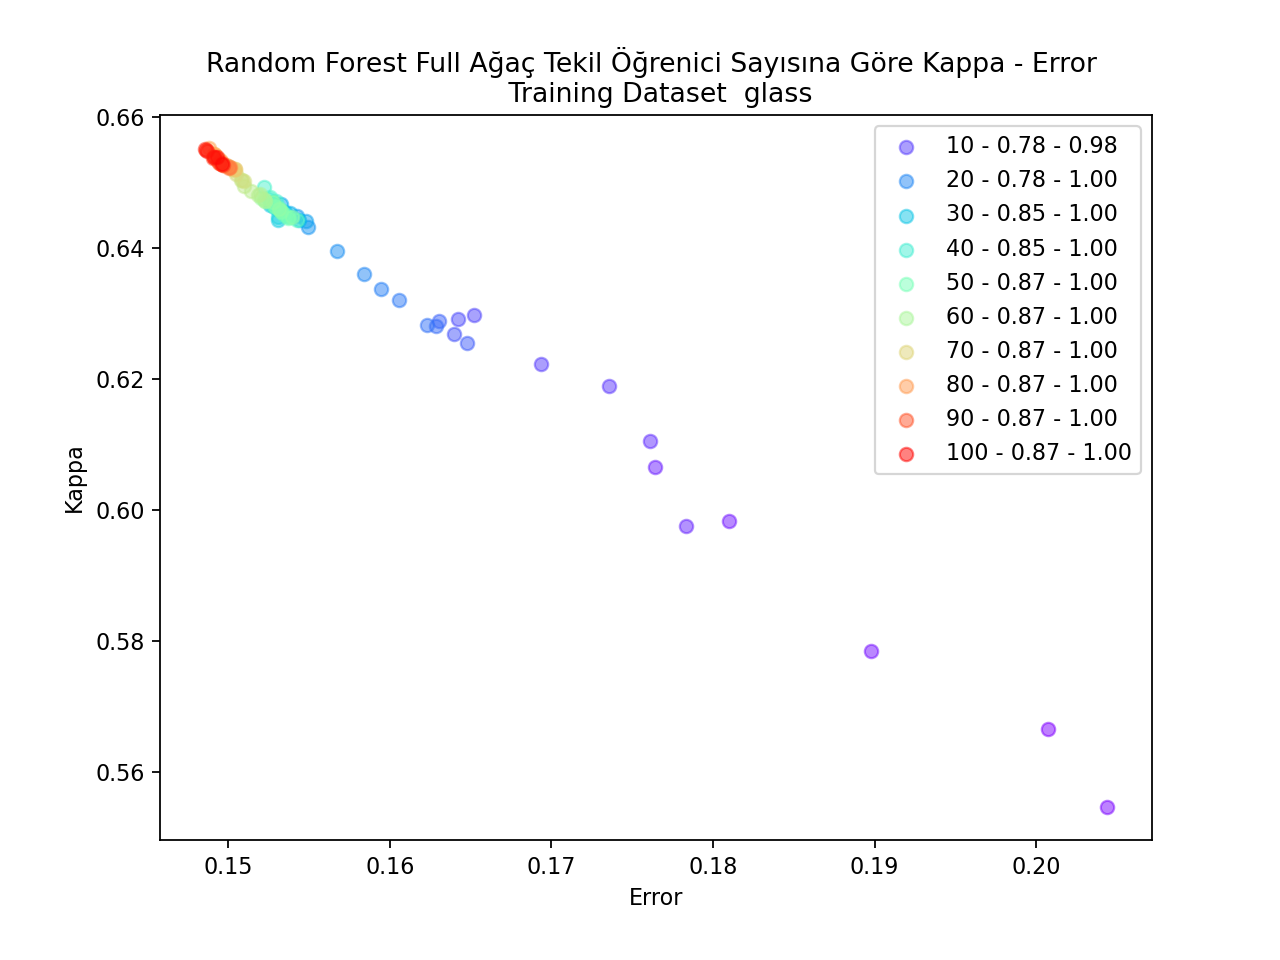 Random Forest Full Ağaç Tekil Öğrenici Sayısına Göre Kappa - Error
Training Dataset  glass
0.66
0.64
0.62
0.60
0.58
0.56
Kappa
10 - 0.78 - 0.98
20 - 0.78 - 1.00
30 - 0.85 - 1.00
40 - 0.85 - 1.00
50 - 0.87 - 1.00
60 - 0.87 - 1.00
70 - 0.87 - 1.00
80 - 0.87 - 1.00
90 - 0.87 - 1.00
100 - 0.87 - 1.00
0.15 0.16 0.17 0.18 0.19 0.20
Error